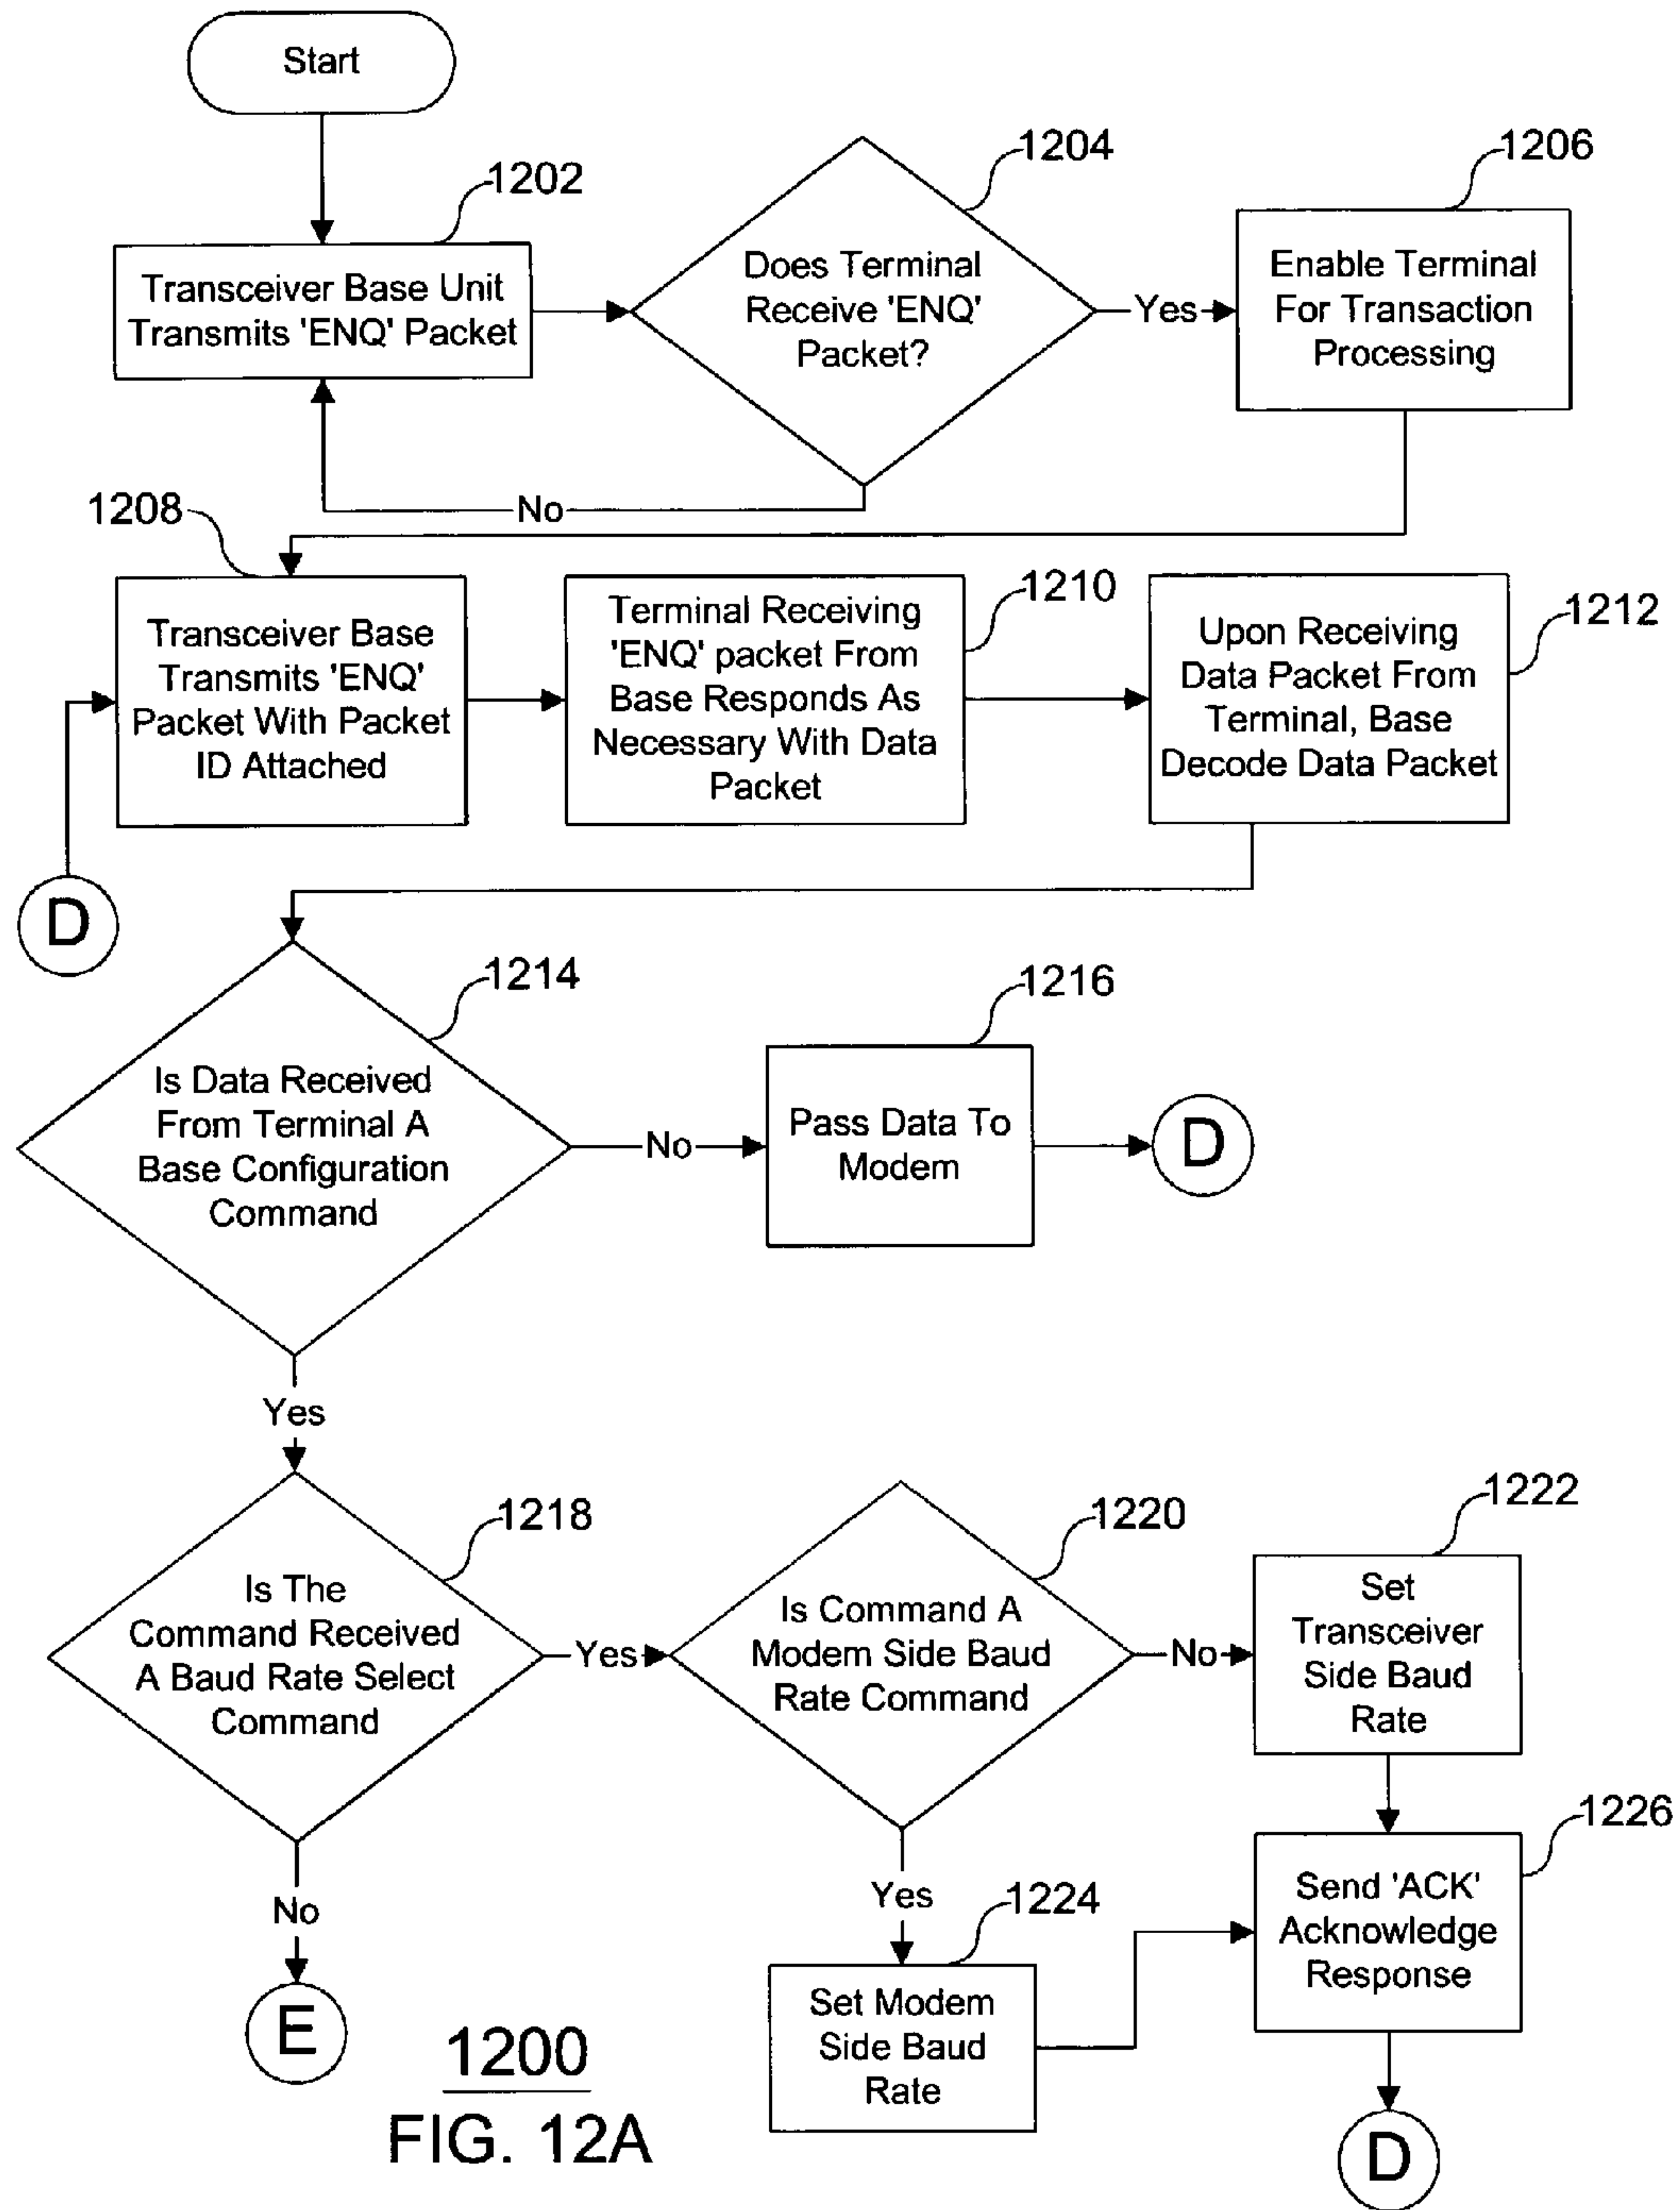 Start
1202
Transceiver Base Unit
Transmits 'ENQ' Packet
1204
Does Terminal
Receive 'ENQ'
Packet?
Yes
No
1206
Enable Terminal
For Transaction
Processing
1208
Transceiver Base
Transmits 'ENQ'
Packet With Packet
ID Attached
D
1210
Terminal Receiving
'ENQ' packet From
Base Responds As
Necessary With Data
Packet
1212
Upon Receiving
Data Packet From
Terminal, Base
Decode Data Packet
1214
Is Data Received
From Terminal A
Base Configuration
Command
No
1216
Pass Data To
Modem
D
Yes
1218
Is The
Command Received
A Baud Rate Select
Command
Yes
1220
Is Command A
Modem Side Baud
Rate Command
No
1222
Set
Transceiver
Side Baud
Rate
No
E
Yes
1224
Set Modem
Side Baud
Rate
1226
Send 'ACK'
Acknowledge
Response
D
1200
FIG. 12A